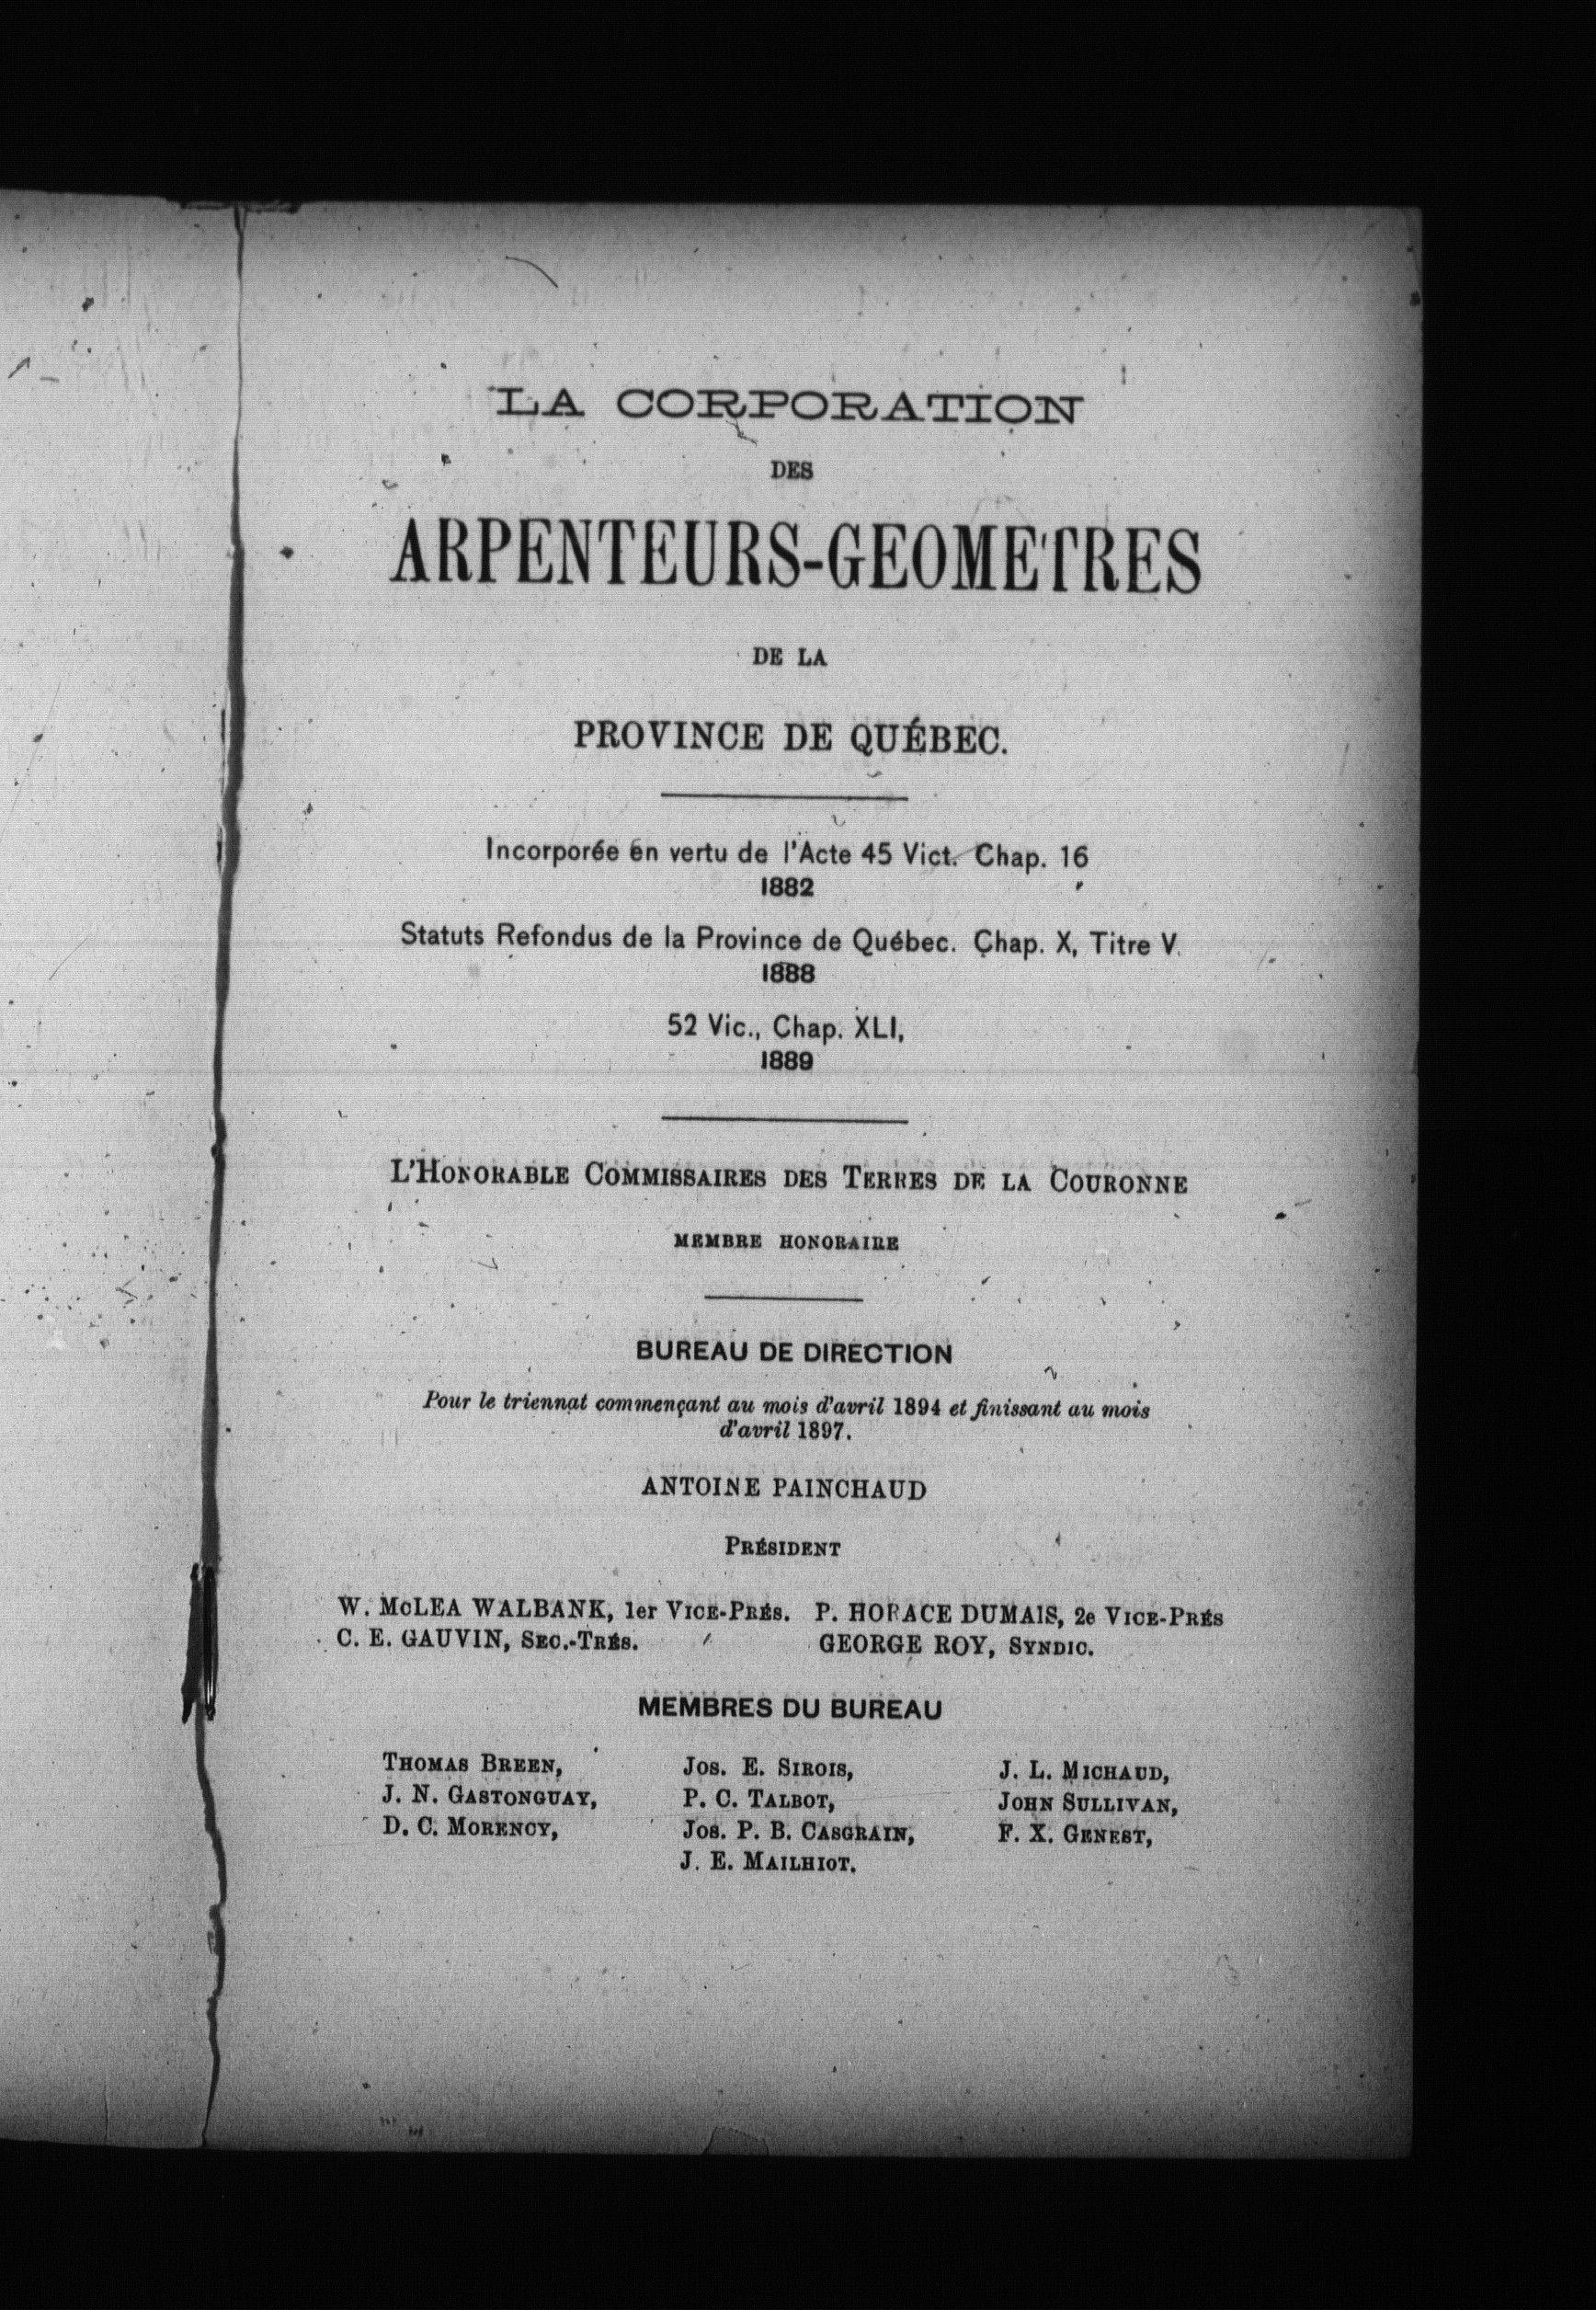 LA CORPORATION
DES
ARPENTEURS-GEOMETRES
DE LA
PROVINCE DE QUÉBEC.
Incorporée en vertu de l'Acte 45 Vict. Chap. 16
1882
Statuts Refondus de la Province de Québec. Chap. X, Titre V.
1888
52 Vic., Chap. XLI,
1889
L'HONORABLE COMMISSAIRES DES TERRES DE LA COURONNE
MEMBRE HONORAIRE
BUREAU DE DIRECTION
Pour le triennat commençant au mois d'avril 1894 et finissant au mois
d'avril 1897.
ANTOINE PAINCHAUD
PRÉSIDENT
W. McLEA WALBANK, 1er VICE-PRÉS. P. HORACE DUMAIS, 2e VICE-PRÉS
C. E. GAUVIN, SEC.-TRÉS. GEORGE ROY, SYNDIC.
MEMBRES DU BUREAU
THOMAS BREEN, JOS. E. SIROIS, J. L. MICHAUD,
J. N. GASTONGUAY, P. C. TALBOT, JOHN SULLIVAN,
D. C. MORENCY, JOS. P. B. CASGRAIN, F. X. GENEST,
J. E. MAILHIOT.